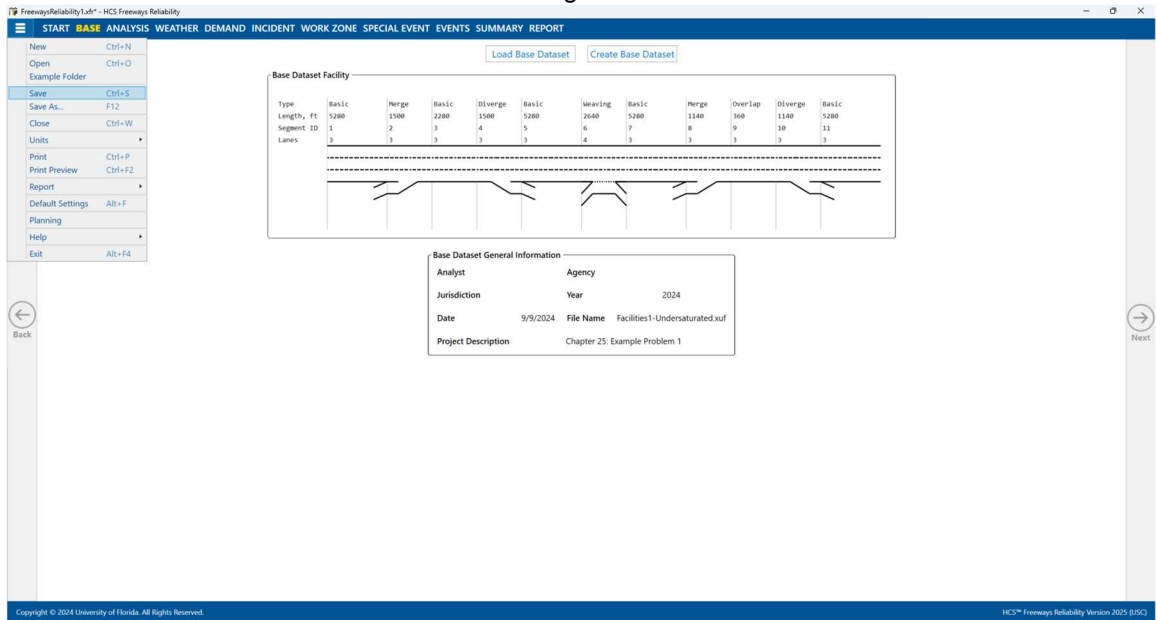 FreewaysReliability1.xfr* - HCS Freeways Reliability
START BASE ANALYSIS WEATHER DEMAND INCIDENT WORK ZONE SPECIAL EVENT EVENTS SUMMARY REPORT
New Ctrl+N
Open Ctrl+O
Example Folder
Save Ctrl+S
Save As... F12
Close Ctrl+W
Units
Print Ctrl+P
Print Preview Ctrl+F2
Report
Default Settings Alt+F
Planning
Help
Exit Alt+F4
Load Base Dataset Create Base Dataset
Base Dataset Facility
Type Basic Merge Basic Diverge Basic Weaving Basic Merge Overlap Diverge Basic
Length, ft 5280 1500 2280 1500 5280 2640 5280 1140 360 1140 5280
Segment ID 1 2 3 4 5 6 7 8 9 10 11
Lanes 3 3 3 3 3 4 3 3 3 3 3
Base Dataset General Information
Analyst Agency
Jurisdiction Year 2024
Date 9/9/2024 File Name Facilities1-Undersaturated.xuf
Project Description Chapter 25: Example Problem 1
Back
Next
Copyright © 2024 University of Florida. All Rights Reserved.
HCS™ Freeways Reliability Version 2025 (USC)